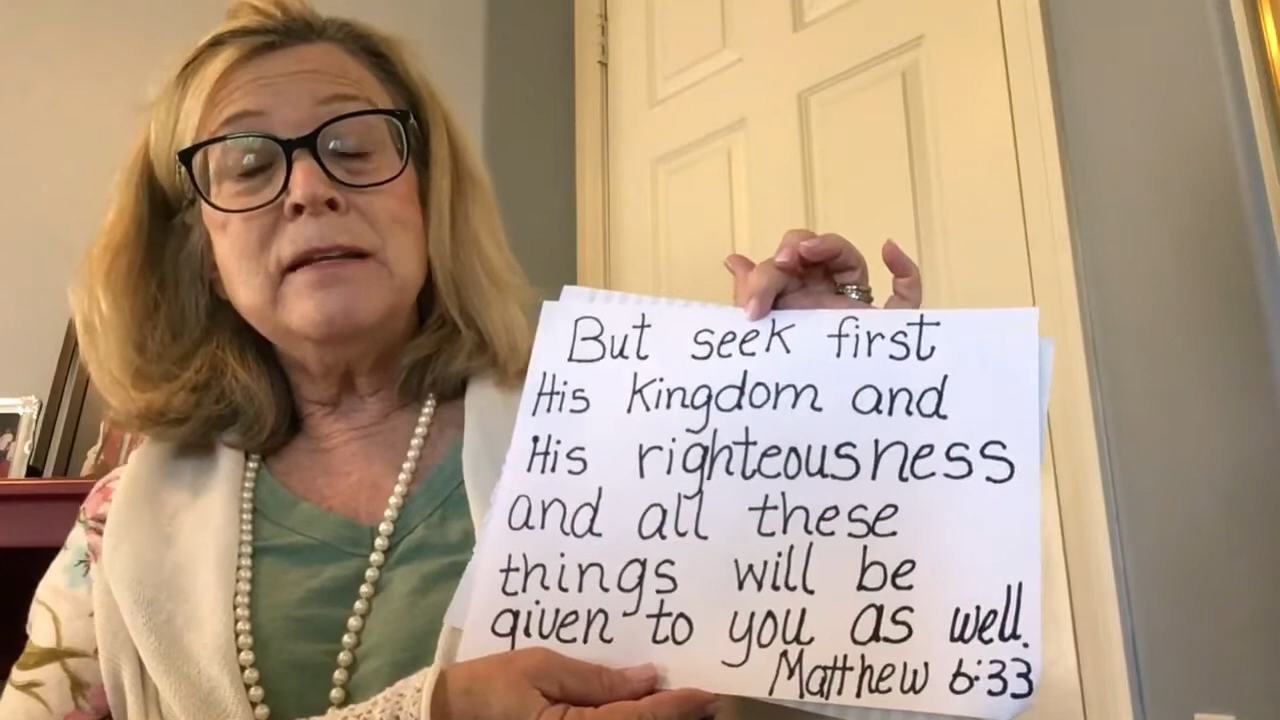 But seek first
His kingdom and
His righteousness
and all these
things will be
given to you as well.
Matthew 6:33